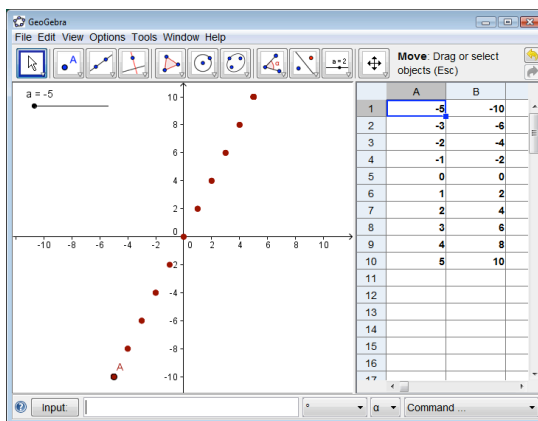 GeoGebra
File Edit View Options Tools Window Help
A
a = 2
Move: Drag or select
objects (Esc)
a = -5
10
8
6
4
2
0
-10 -8 -6 -4 -2 0 2 4 6 8 10
-2
-4
-6
-8
-10
A
A B
1 -5 -10
2 -3 -6
3 -2 -4
4 -1 -2
5 0 0
6 1 2
7 2 4
8 3 6
9 4 8
10 5 10
11
12
13
14
15
16
17
Input: ° α Command ...